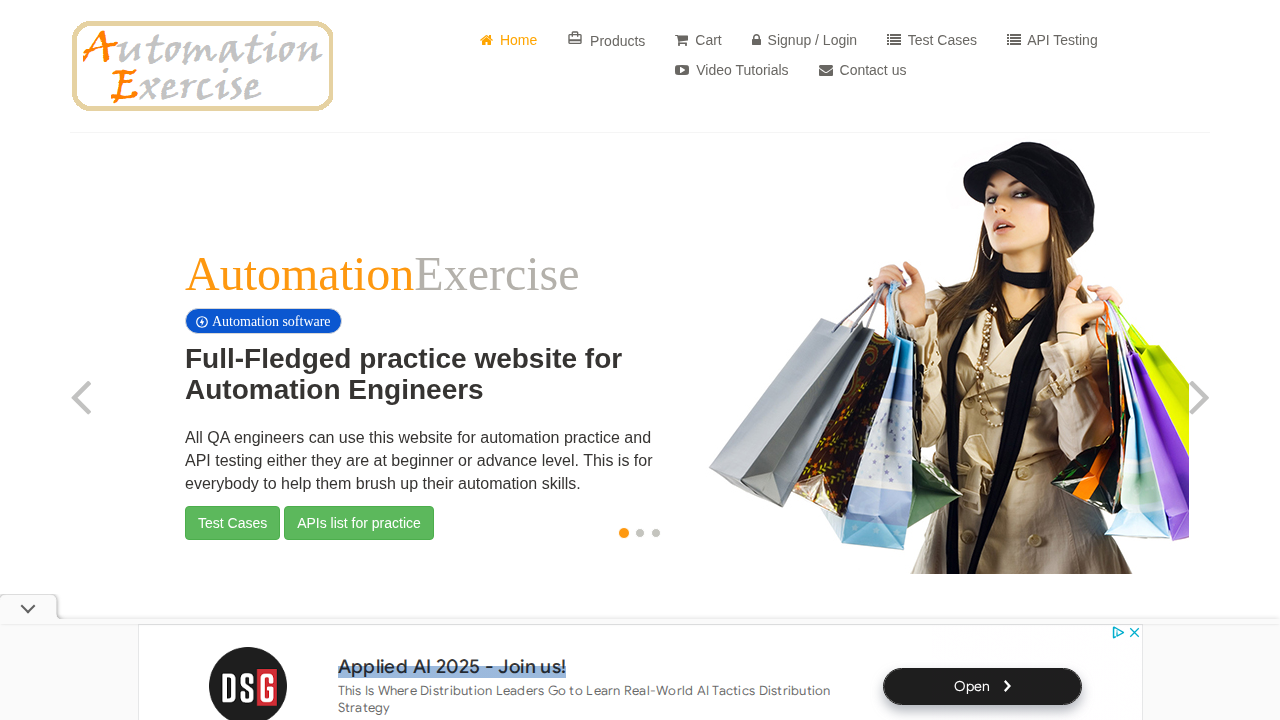 Automation
Exercise
Home
Products
Cart
Signup / Login
Test Cases
API Testing
Video Tutorials
Contact us
AutomationExercise
Automation software
Full-Fledged practice website for
Automation Engineers
All QA engineers can use this website for automation practice and
API testing either they are at beginner or advance level. This is for
everybody to help them brush up their automation skills.
Test Cases
APIs list for practice
DSG
Applied AI 2025 - Join us!
This Is Where Distribution Leaders Go to Learn Real-World AI Tactics Distribution
Strategy
Open